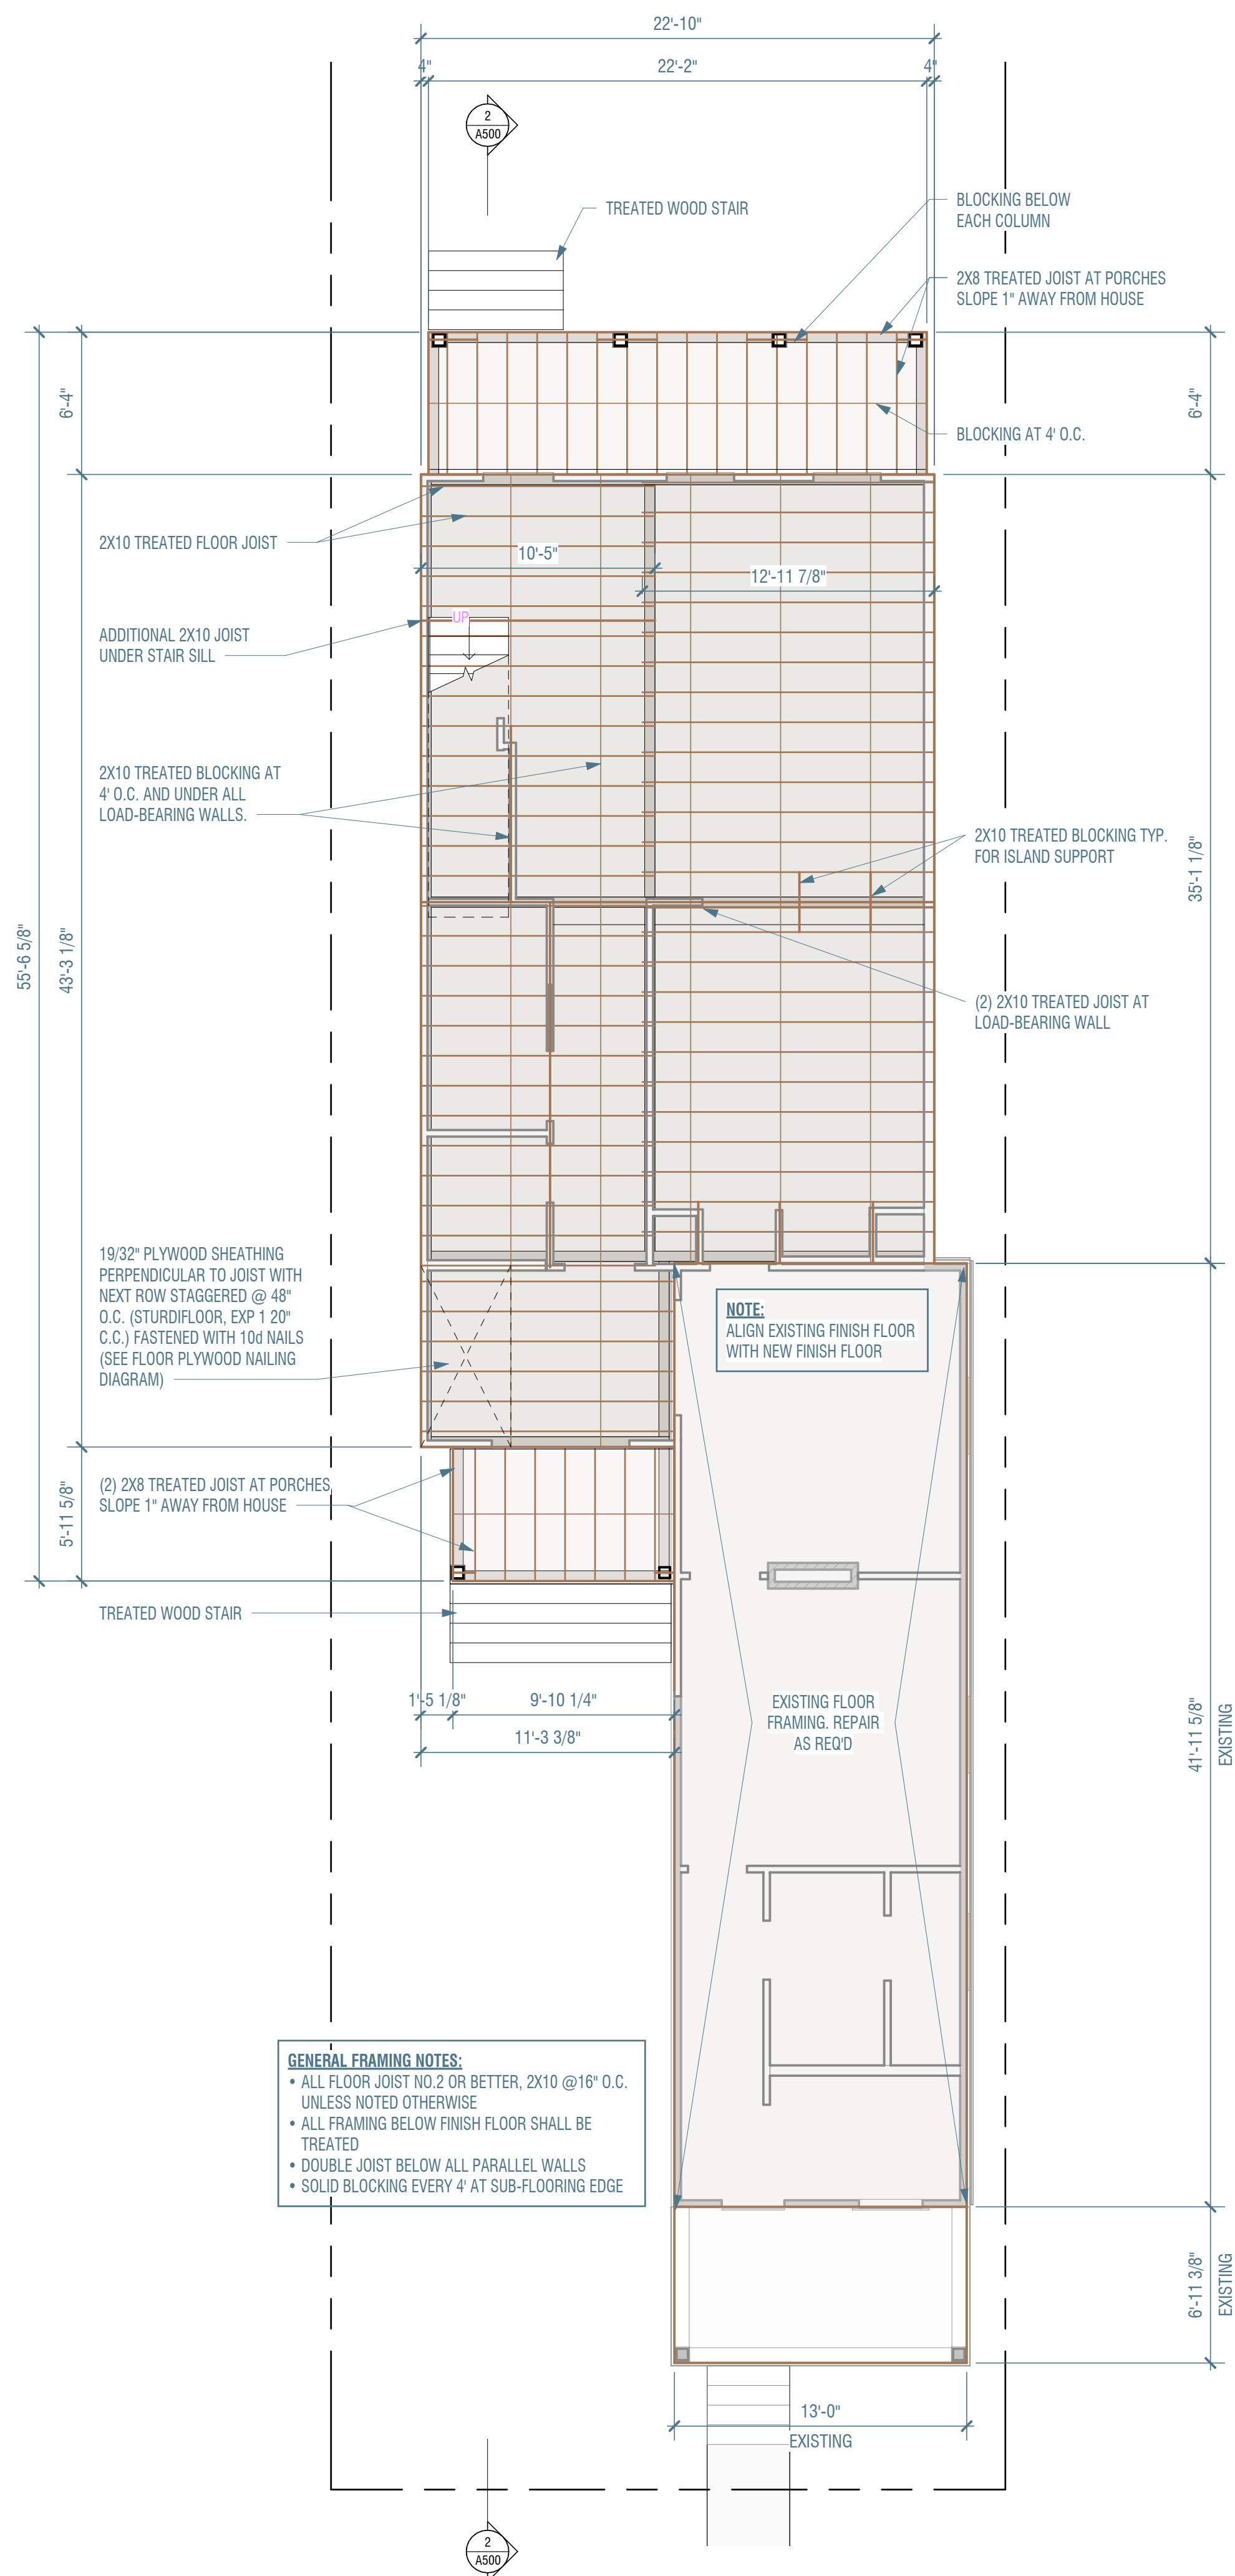 22'-10"
4"
22'-2"
4"
2
A500
TREATED WOOD STAIR
BLOCKING BELOW
EACH COLUMN
2X8 TREATED JOIST AT PORCHES
SLOPE 1" AWAY FROM HOUSE
6'-4"
6'-4"
BLOCKING AT 4' O.C.
2X10 TREATED FLOOR JOIST
10'-5"
12'-11 7/8"
UP
ADDITIONAL 2X10 JOIST
UNDER STAIR SILL
2X10 TREATED BLOCKING AT
4' O.C. AND UNDER ALL
LOAD-BEARING WALLS.
2X10 TREATED BLOCKING TYP.
FOR ISLAND SUPPORT
35'-1 1/8"
55'-6 5/8"
43'-3 1/8"
(2) 2X10 TREATED JOIST AT
LOAD-BEARING WALL
19/32" PLYWOOD SHEATHING
PERPENDICULAR TO JOIST WITH
NEXT ROW STAGGERED @ 48"
O.C. (STURDIFLOOR, EXP 1 20"
C.C.) FASTENED WITH 10d NAILS
(SEE FLOOR PLYWOOD NAILING
DIAGRAM)
NOTE:
ALIGN EXISTING FINISH FLOOR
WITH NEW FINISH FLOOR
(2) 2X8 TREATED JOIST AT PORCHES
SLOPE 1" AWAY FROM HOUSE
5'-11 5/8"
TREATED WOOD STAIR
1'-5 1/8"
9'-10 1/4"
11'-3 3/8"
EXISTING FLOOR
FRAMING. REPAIR
AS REQ'D
41'-11 5/8"
EXISTING
GENERAL FRAMING NOTES:
• ALL FLOOR JOIST NO.2 OR BETTER, 2X10 @16" O.C.
UNLESS NOTED OTHERWISE
• ALL FRAMING BELOW FINISH FLOOR SHALL BE
TREATED
• DOUBLE JOIST BELOW ALL PARALLEL WALLS
• SOLID BLOCKING EVERY 4' AT SUB-FLOORING EDGE
6'-11 3/8"
EXISTING
13'-0"
EXISTING
2
A500